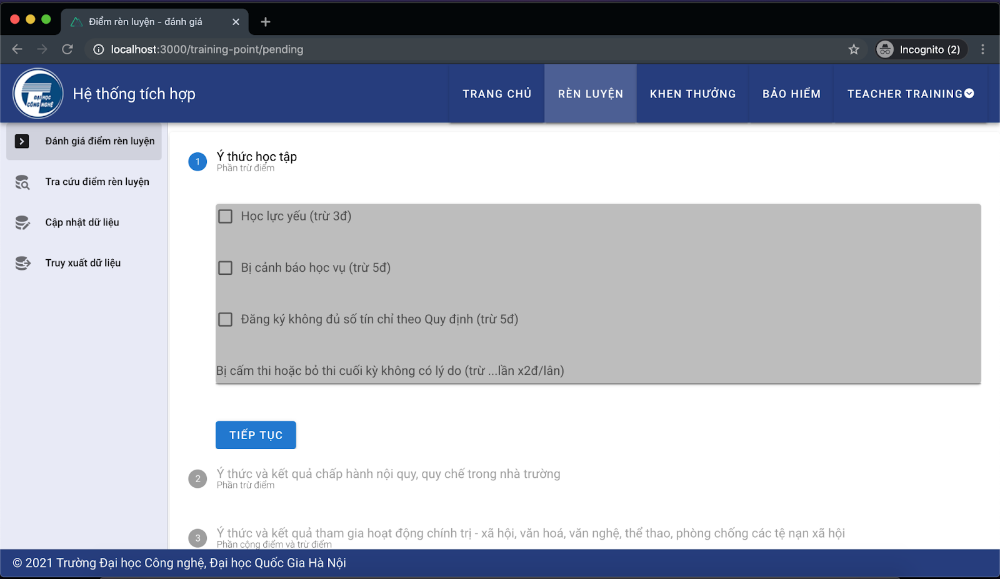 Điểm rèn luyện - đánh giá
localhost:3000/training-point/pending
Incognito (2)
ĐẠI HỌC
CÔNG NGHỆ
Hệ thống tích hợp
TRANG CHỦ
RÈN LUYỆN
KHEN THƯỞNG
BẢO HIỂM
TEACHER TRAINING
Đánh giá điểm rèn luyện
Tra cứu điểm rèn luyện
Cập nhật dữ liệu
Truy xuất dữ liệu
1
Ý thức học tập
Phần trừ điểm
Học lực yếu (trừ 3đ)
Bị cảnh báo học vụ (trừ 5đ)
Đăng ký không đủ số tín chỉ theo Quy định (trừ 5đ)
Bị cấm thi hoặc bỏ thi cuối kỳ không có lý do (trừ ...lần x2đ/lân)
TIẾP TỤC
2
Ý thức và kết quả chấp hành nội quy, quy chế trong nhà trường
Phần trừ điểm
3
Ý thức và kết quả tham gia hoạt động chính trị - xã hội, văn hoá, văn nghệ, thể thao, phòng chống các tệ nạn xã hội
Phần cộng điểm và trừ điểm
© 2021 Trường Đại học Công nghệ, Đại học Quốc Gia Hà Nội